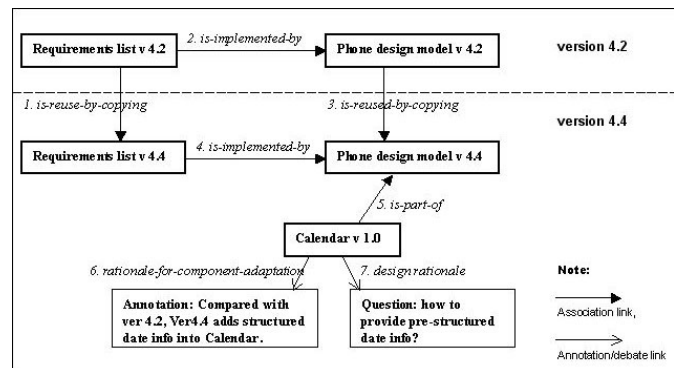 Requirements list v 4.2
2. is-implemented-by
Phone design model v 4.2
version 4.2
1. is-reuse-by-copying
3. is-reused-by-copying
version 4.4
Requirements list v 4.4
4. is-implemented-by
Phone design model v 4.4
5. is-part-of
Calendar v 1.0
6. rationale-for-component-adaptation
7. design rationale
Annotation: Compared with
ver 4.2, Ver4.4 adds structured
date info into Calendar.
Question: how to
provide pre-structured
date info?
Note:
Association link,
Annotation/debate link